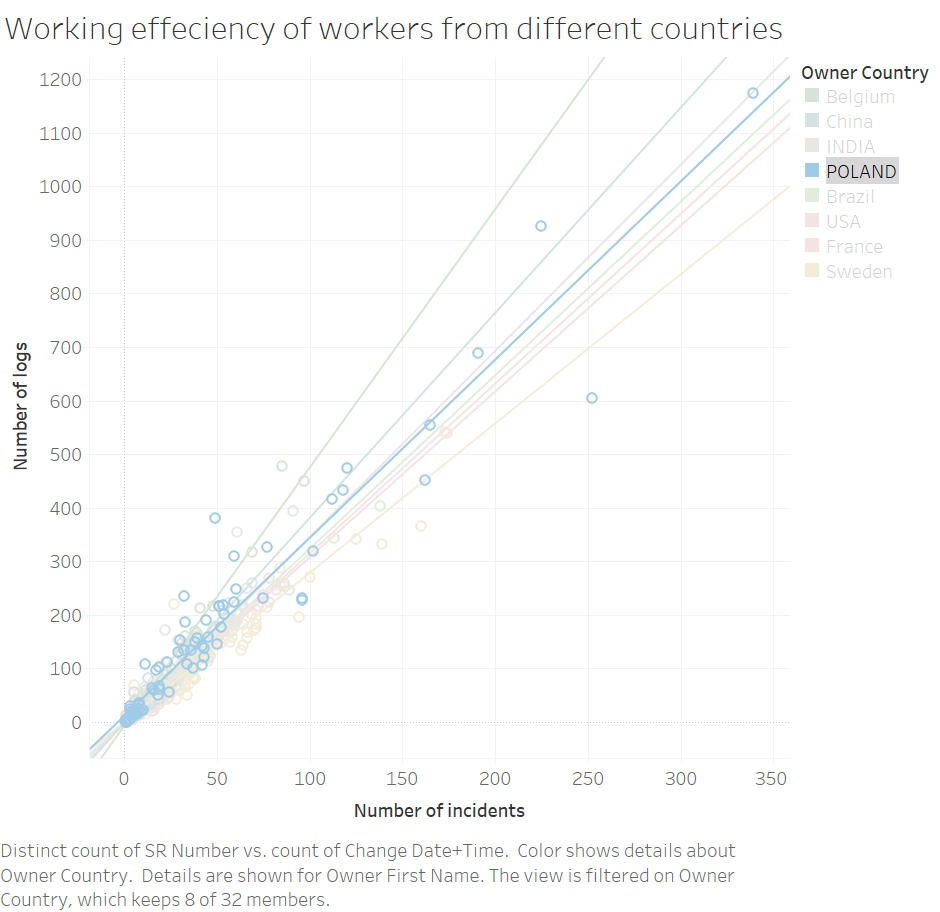 Working effeciency of workers from different countries
Owner Country
Belgium
China
INDIA
POLAND
Brazil
USA
France
Sweden
1200
1100
1000
900
800
700
600
500
400
300
200
100
0
Number of logs
0 50 100 150 200 250 300 350
Number of incidents
Distinct count of SR Number vs. count of Change Date+Time. Color shows details about
Owner Country. Details are shown for Owner First Name. The view is filtered on Owner
Country, which keeps 8 of 32 members.